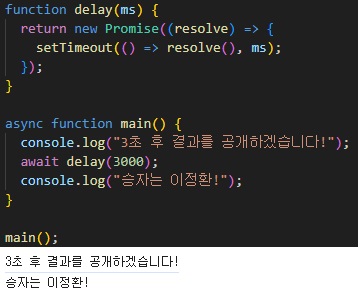 function delay(ms) {
  return new Promise((resolve) => {
    setTimeout(() => resolve(), ms);
  });
}

async function main() {
  console.log("3초 후 결과를 공개하겠습니다!");
  await delay(3000);
  console.log("승자는 이정환!");
}

main();
3초 후 결과를 공개하겠습니다!
승자는 이정환!